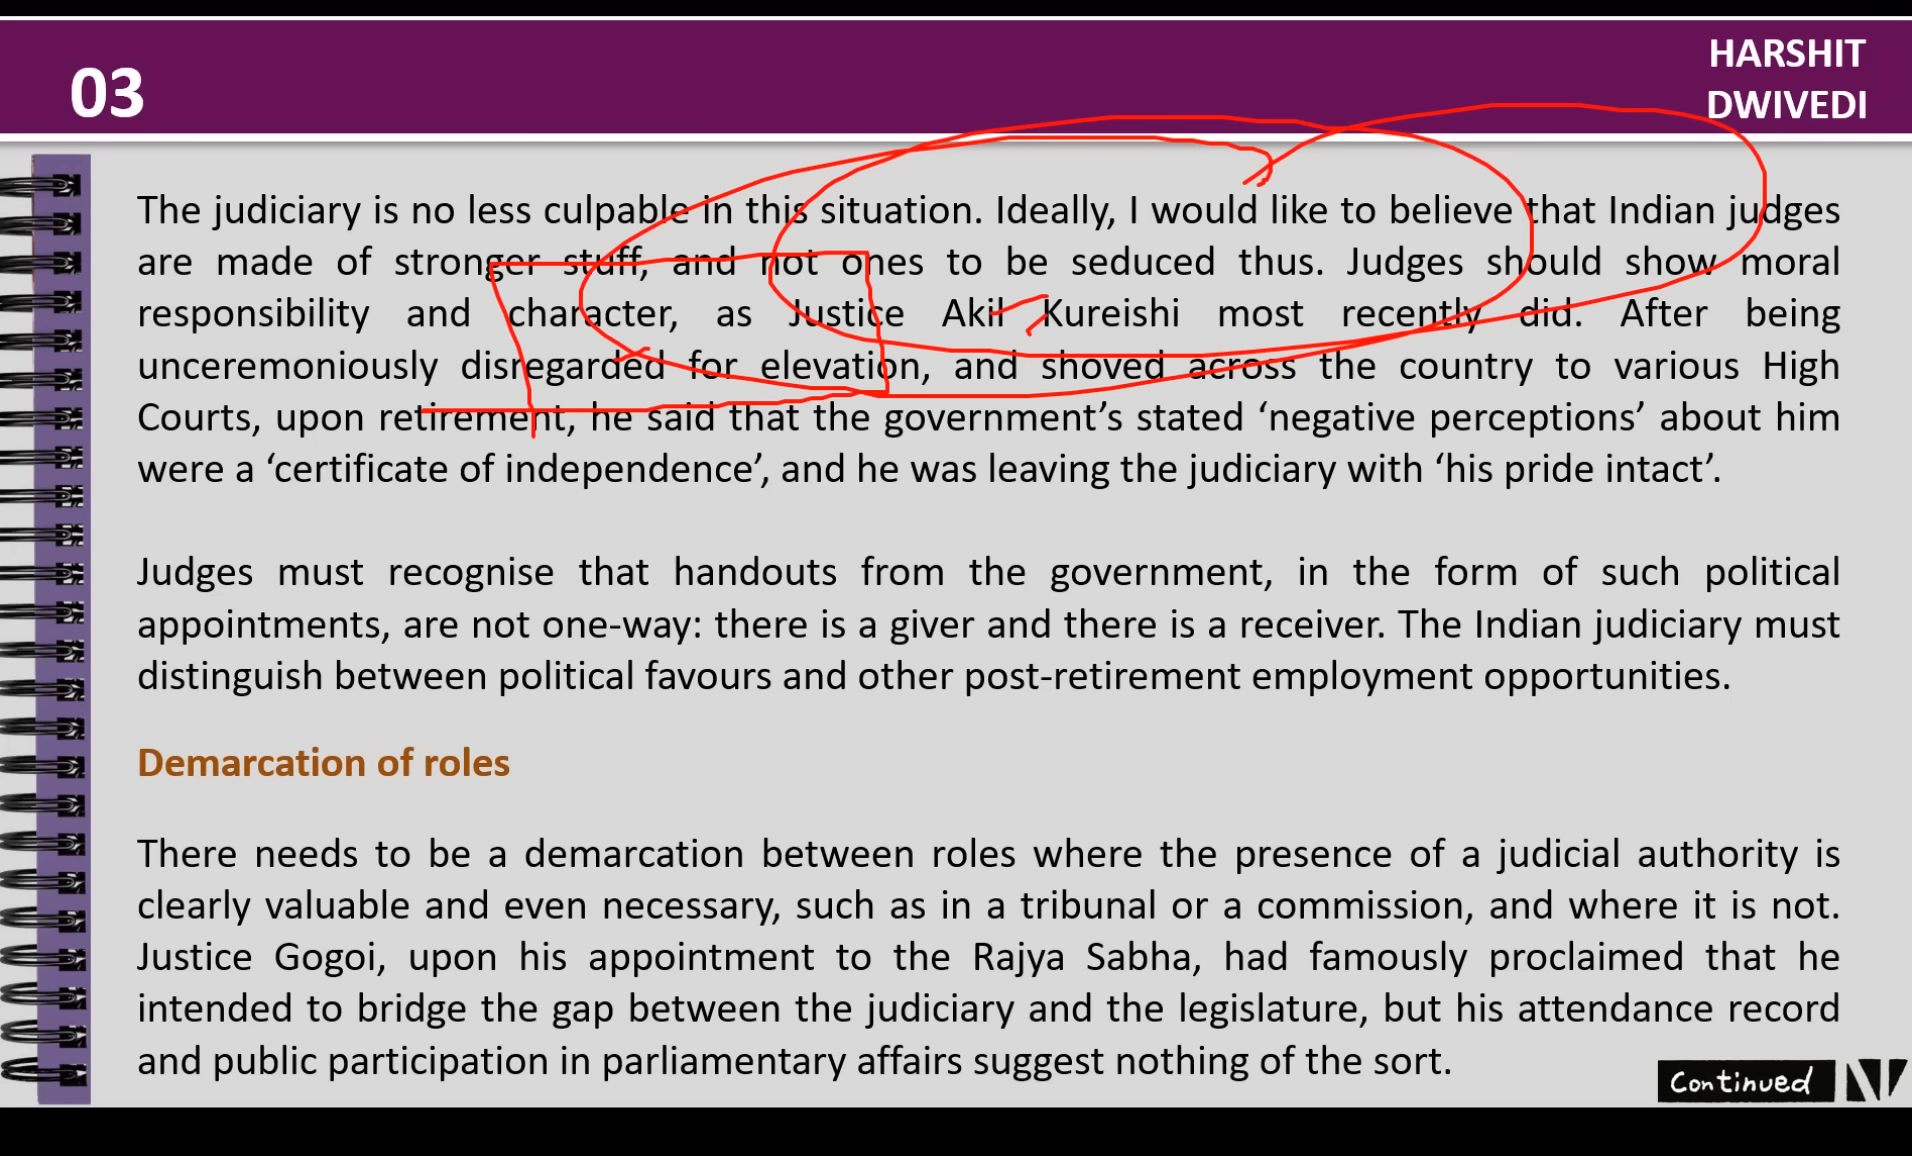 03
HARSHIT
DWIVEDI
The judiciary is no less culpable in this situation. Ideally, I would like to believe that Indian judges
are made of stronger stuff, and not ones to be seduced thus. Judges should show moral
responsibility and character, as Justice Akil Kureishi most recently did. After being
unceremoniously disregarded for elevation, and shoved across the country to various High
Courts, upon retirement, he said that the government’s stated ‘negative perceptions’ about him
were a ‘certificate of independence’, and he was leaving the judiciary with ‘his pride intact’.
Judges must recognise that handouts from the government, in the form of such political
appointments, are not one-way: there is a giver and there is a receiver. The Indian judiciary must
distinguish between political favours and other post-retirement employment opportunities.
Demarcation of roles
There needs to be a demarcation between roles where the presence of a judicial authority is
clearly valuable and even necessary, such as in a tribunal or a commission, and where it is not.
Justice Gogoi, upon his appointment to the Rajya Sabha, had famously proclaimed that he
intended to bridge the gap between the judiciary and the legislature, but his attendance record
and public participation in parliamentary affairs suggest nothing of the sort.
Continued